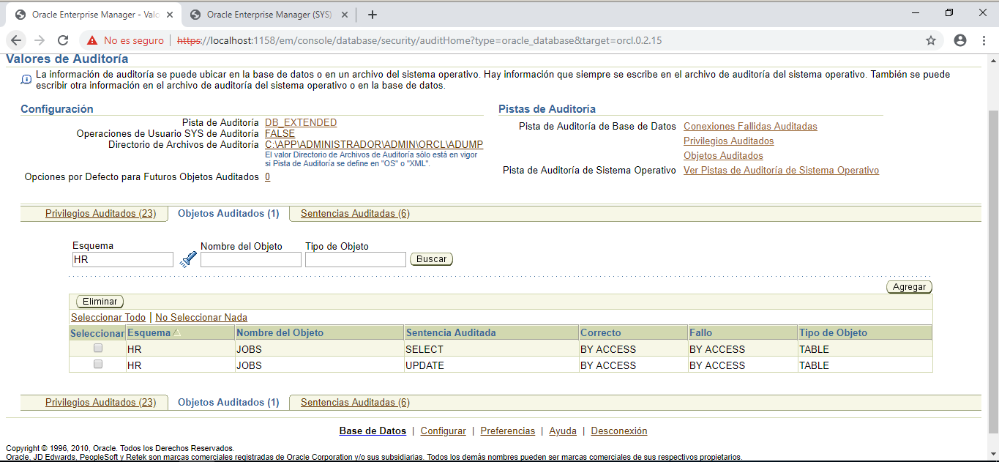 Oracle Enterprise Manager - Valo
Oracle Enterprise Manager (SYS)
No es seguro
https://localhost:1158/em/console/database/security/auditHome?type=oracle_database&target=orcl.0.2.15
Valores de Auditoría
La información de auditoría se puede ubicar en la base de datos o en un archivo del sistema operativo. Hay información que siempre se escribe en el archivo de auditoría del sistema operativo. También se puede
escribir otra información en el archivo de auditoría del sistema operativo o en la base de datos.
Configuración
Pista de Auditoría DB_EXTENDED
Operaciones de Usuario SYS de Auditoría FALSE
Directorio de Archivos de Auditoría C:\APP\ADMINISTRADOR\ADMIN\ORCL\ADUMP
El valor Directorio de Archivos de Auditoría sólo está en vigor
si Pista de Auditoría se define en "OS" o "XML".
Opciones por Defecto para Futuros Objetos Auditados 0
Pistas de Auditoría
Pista de Auditoría de Base de Datos Conexiones Fallidas Auditadas
Privilegios Auditados
Objetos Auditados
Pista de Auditoría de Sistema Operativo Ver Pistas de Auditoría de Sistema Operativo
Privilegios Auditados (23) Objetos Auditados (1) Sentencias Auditadas (6)
Esquema Nombre del Objeto Tipo de Objeto
HR Buscar
Agregar
Eliminar
Seleccionar Todo | No Seleccionar Nada
Seleccionar Esquema Nombre del Objeto Sentencia Auditada Correcto Fallo Tipo de Objeto
HR JOBS SELECT BY ACCESS BY ACCESS TABLE
HR JOBS UPDATE BY ACCESS BY ACCESS TABLE
Privilegios Auditados (23) Objetos Auditados (1) Sentencias Auditadas (6)
Base de Datos | Configurar | Preferencias | Ayuda | Desconexión
Copyright © 1996, 2010, Oracle. Todos los Derechos Reservados.
Oracle, JD Edwards, PeopleSoft y Retek son marcas comerciales registradas de Oracle Corporation y/o sus subsidiarias. Todos los demás nombres pueden ser marcas comerciales de sus respectivos propietarios.